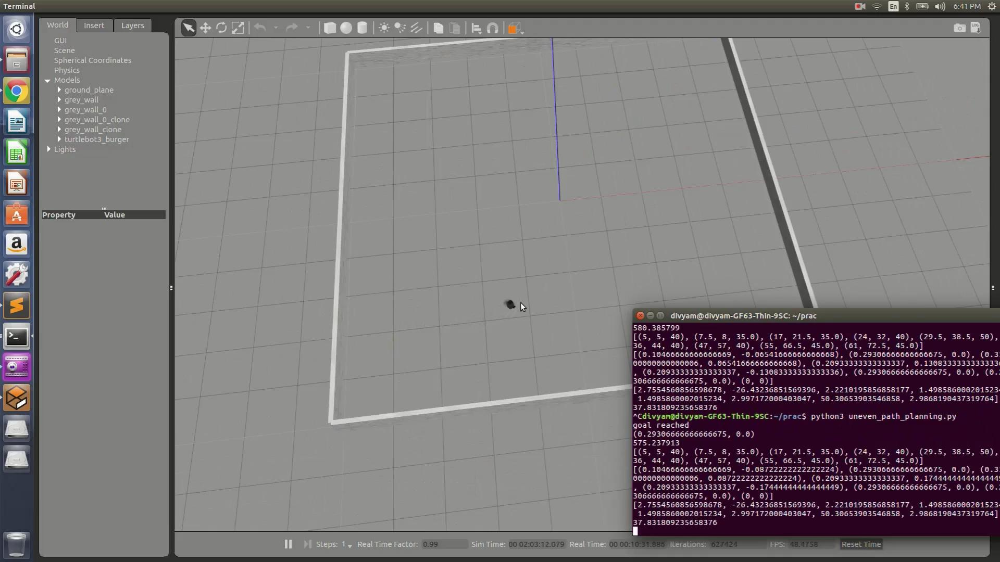 Terminal
En
6:41 PM
World
Insert
Layers
GUI
Scene
Spherical Coordinates
Physics
Models
ground_plane
grey_wall
grey_wall_0
grey_wall_0_clone
grey_wall_clone
turtlebot3_burger
Lights
Property Value
LOG
divyam@divyam-GF63-Thin-9SC: ~/prac
580.385799
[(5, 5, 40), (7.5, 8, 35.0), (17, 21.5, 35.0), (24, 32, 40), (29.5, 38.5, 50),
36, 44, 40), (47, 57, 40), (55, 66.5, 45.0), (61, 72.5, 45.0)]
[(0.10466666666666669, -0.06541666666666668), (0.29306666666666675, 0.0), (0.3
00000000000006, 0.06541666666666668), (0.20933333333333337, 0.1308333333333333
, (0.20933333333333337, -0.13083333333333336), (0.29306666666666675, 0.0), (0.
306666666666675, 0.0), (0, 0)]
[2.7554560856598678, -26.43236851569396, 2.2210195856858177, 1.4985860002015234
1.4985860002015234, 2.997172000403047, 50.30653903546858, 2.9868190437319764]
37.831809235658376
^Cdivyam@divyam-GF63-Thin-9SC:~/prac$ python3 uneven_path_planning.py
goal reached
(0.29306666666666675, 0.0)
575.237913
[(5, 5, 40), (7.5, 8, 35.0), (17, 21.5, 35.0), (24, 32, 40), (29.5, 38.5, 50),
36, 44, 40), (47, 57, 40), (55, 66.5, 45.0), (61, 72.5, 45.0)]
[(0.10466666666666669, -0.08722222222222224), (0.29306666666666675, 0.0), (0.3
00000000000006, 0.08722222222222224), (0.20933333333333337, 0.1744444444444444
, (0.20933333333333337, -0.17444444444444449), (0.29306666666666675, 0.0), (0.
306666666666675, 0.0), (0, 0)]
[2.7554560856598678, -26.43236851569396, 2.2210195856858177, 1.4985860002015234
1.4985860002015234, 2.997172000403047, 50.30653903546858, 2.9868190437319764]
37.831809235658376
Steps: 1 Real Time Factor: 0.99 Sim Time: 00 02:03:12.079 Real Time: 00 00:10:31.886 Iterations: 627424 FPS: 48.4758 Reset Time